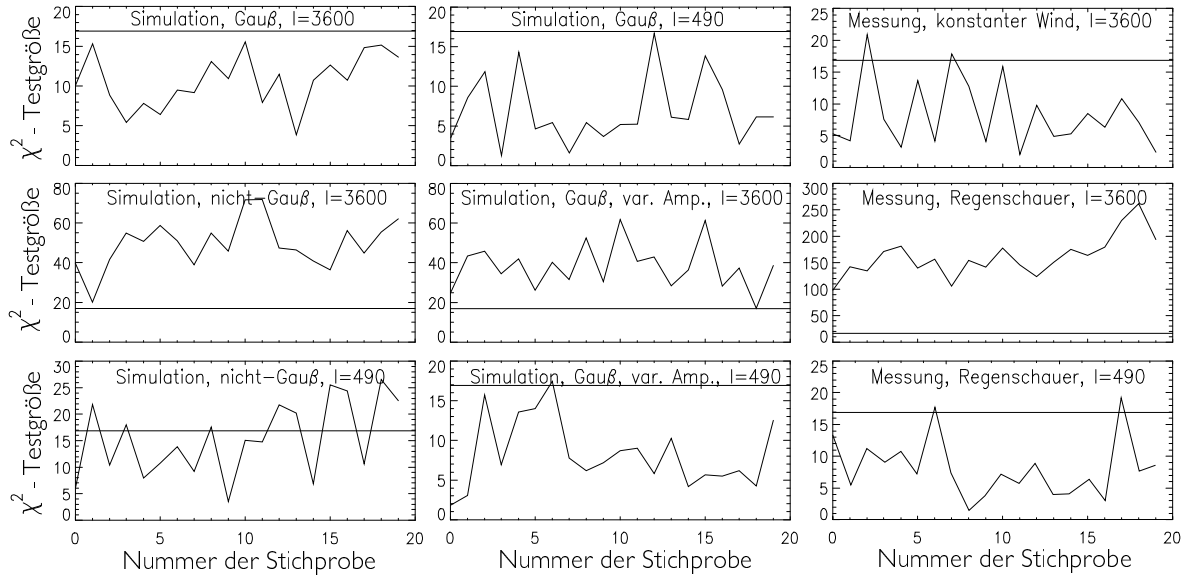 Simulation, Gauß, l=3600
Simulation, Gauß, l=490
Messung, konstanter Wind, l=3600
χ² - Testgröße
20
15
10
5
0
20
15
10
5
0
25
20
15
10
5
0
Simulation, nicht-Gauß, l=3600
Simulation, Gauß, var. Amp., l=3600
Messung, Regenschauer, l=3600
χ² - Testgröße
80
60
40
20
0
80
60
40
20
0
300
250
200
150
100
50
0
Simulation, nicht-Gauß, l=490
Simulation, Gauß, var. Amp., l=490
Messung, Regenschauer, l=490
χ² - Testgröße
30
25
20
15
10
5
0
20
15
10
5
0
25
20
15
10
5
0
0 5 10 15 20
0 5 10 15 20
0 5 10 15 20
Nummer der Stichprobe
Nummer der Stichprobe
Nummer der Stichprobe